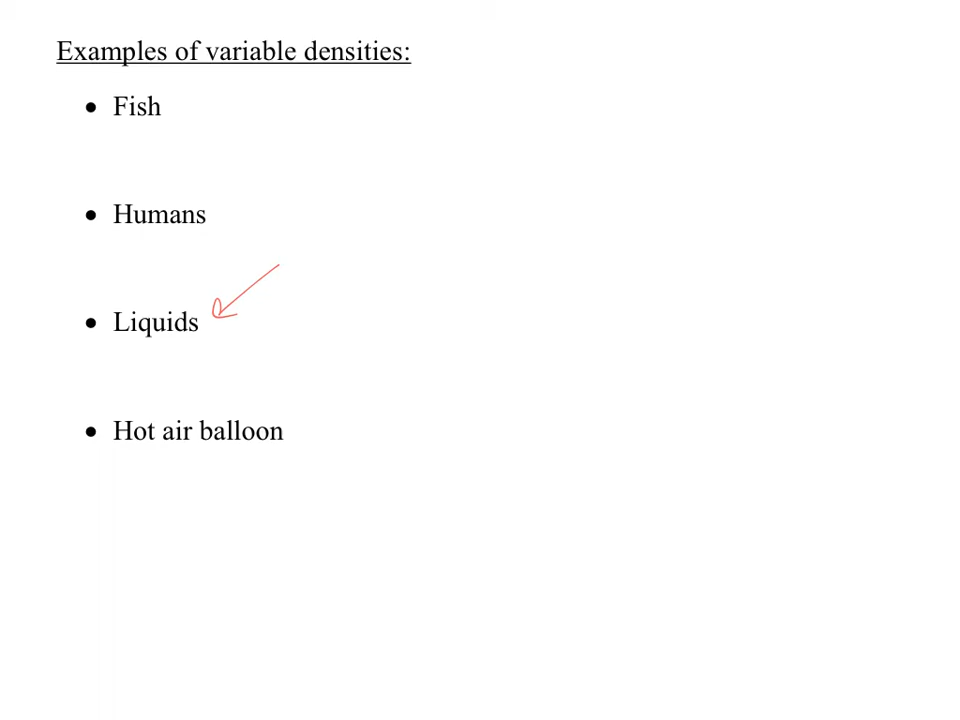 Examples of variable densities:
• Fish
• Humans
• Liquids
• Hot air balloon